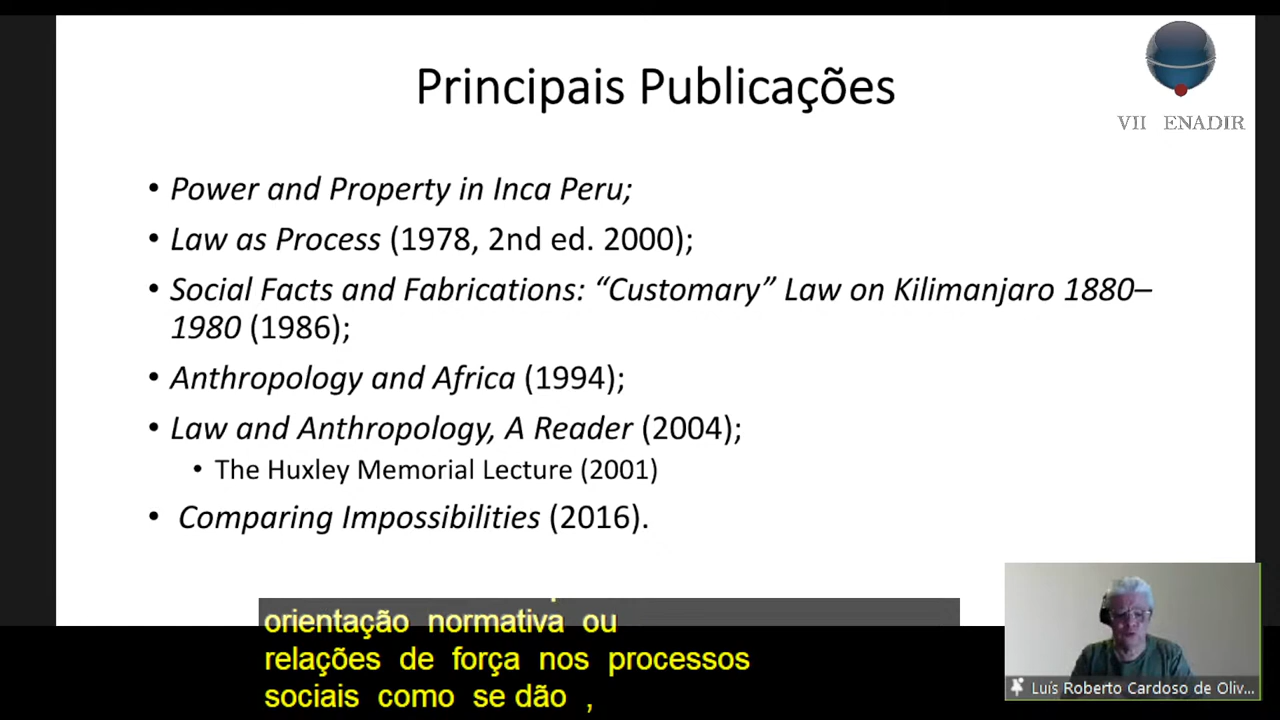 Principais Publicações
VII ENADIR
• Power and Property in Inca Peru;
• Law as Process (1978, 2nd ed. 2000);
• Social Facts and Fabrications: “Customary” Law on Kilimanjaro 1880–
1980 (1986);
• Anthropology and Africa (1994);
• Law and Anthropology, A Reader (2004);
• The Huxley Memorial Lecture (2001)
• Comparing Impossibilities (2016).
orientação normativa ou
relações de força nos processos
sociais como se dão ,
Luís Roberto Cardoso de Oliv...